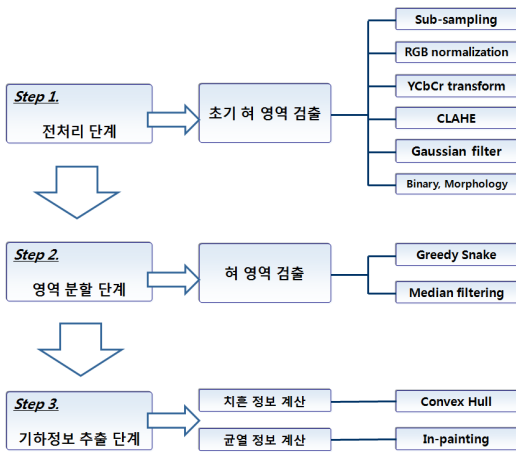 Step 1.
전처리 단계
초기 혀 영역 검출
Sub-sampling
RGB normalization
YCbCr transform
CLAHE
Gaussian filter
Binary, Morphology
Step 2.
영역 분할 단계
혀 영역 검출
Greedy Snake
Median filtering
Step 3.
기하정보 추출 단계
치흔 정보 계산
Convex Hull
균열 정보 계산
In-painting